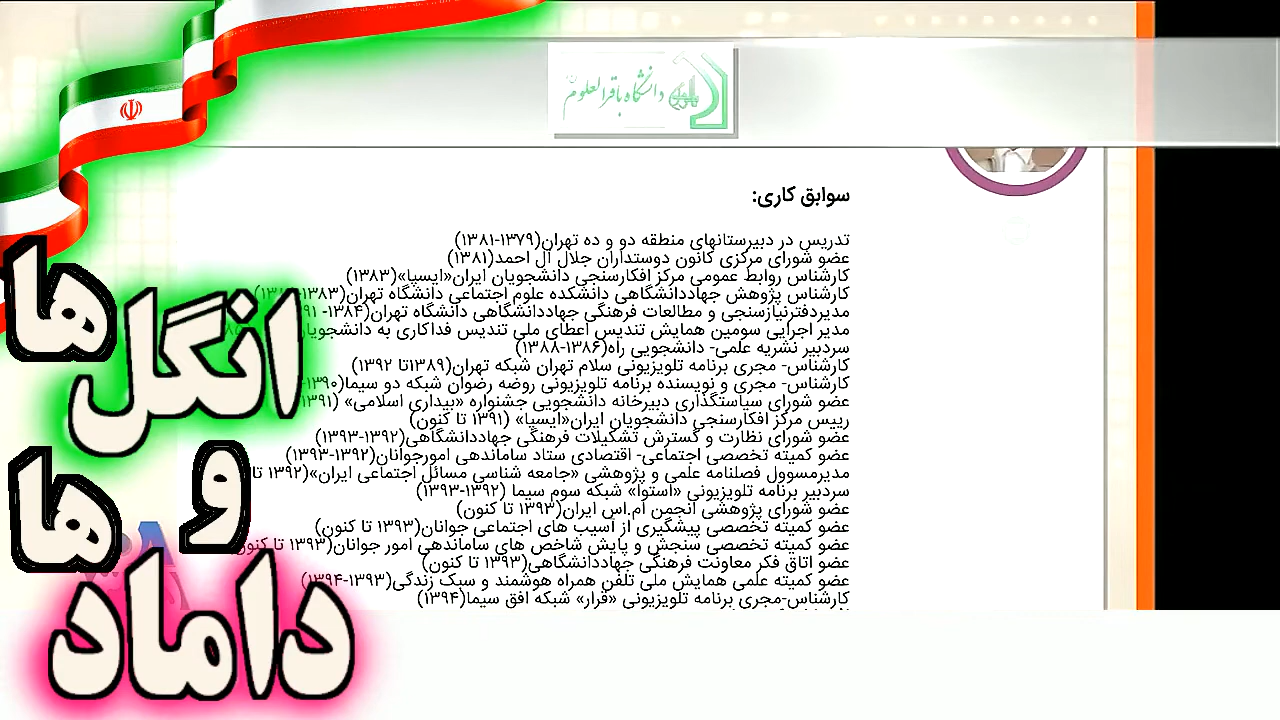 دانشگاه باقرالعلوم
سوابق کاری:
تدریس در دبیرستانهای منطقه دو و ده تهران(۱۳۷۹-۱۳۸۱)
عضو شورای مرکزی کانون دوستداران جلال آل احمد(۱۳۸۱)
کارشناس روابط عمومی مرکز افکارسنجی دانشجویان ایران«ایسپا»(۱۳۸۳)
کارشناس پژوهش جهاددانشگاهی دانشکده علوم اجتماعی دانشگاه تهران(۱۳۸۳-
مدیردفترنیازسنجی و مطالعات فرهنگی جهاددانشگاهی دانشگاه تهران(۱۳۸۴-
مدیر اجرایی سومین همایش تندیس اعطای ملی تندیس فداکاری به
سردبیر نشریه علمی- دانشجویی راه(۱۳۸۶-۱۳۸۸)
کارشناس- مجری برنامه تلویزیونی سلام تهران شبکه تهران(۱۳۸۹تا ۱۳۹۲
کارشناس- مجری و نویسنده برنامه تلویزیونی روضه رضوان شبکه دو سیما(۱۳۹۰-
عضو شورای سیاستگذاری دبیرخانه دانشجویی جشنواره «بیداری اسلامی» (۱۳۹۱
رییس مرکز افکارسنجی دانشجویان ایران«ایسپا» (۱۳۹۱ تا کنون)
عضو شورای نظارت و گسترش تشکیلات فرهنگی جهاددانشگاهی(۱۳۹۲-۱۳۹۳)
عضو کمیته تخصصی اجتماعی- اقتصادی ستاد ساماندهی امورجوانان(۱۳۹۲-۱۳۹۳)
مدیرمسوول فصلنامه علمی و پژوهشی «جامعه شناسی مسائل اجتماعی ایران»(۱۳۹۲ تا
سردبیر برنامه تلویزیونی «استوا» شبکه سوم سیما (۱۳۹۲-۱۳۹۳)
عضو شورای پژوهشی انجمن ام.اس ایران(۱۳۹۳ تا کنون)
عضو کمیته تخصصی پیشگیری از آسیب های اجتماعی جوانان(۱۳۹۳ تا کنون)
عضو کمیته تخصصی سنجش و پایش شاخص های ساماندهی امور جوانان(۱۳۹۳ تا کنون)
عضو اتاق فکر معاونت فرهنگی جهاددانشگاهی(۱۳۹۳ تا کنون)
عضو کمیته علمی همایش ملی تلفن همراه هوشمند و سبک زندگی(۱۳۹۳-۱۳۹۴)
کارشناس-مجری برنامه تلویزیونی «قرار» شبکه افق سیما(۱۳۹۴)
انگل ها
و
داماد ها